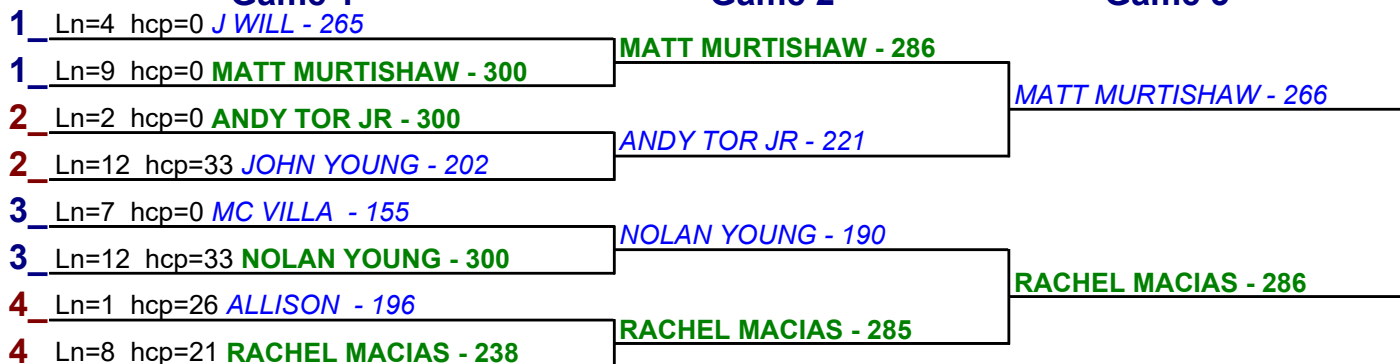 1_ Ln=4 hcp=0 J WILL - 265
1_ Ln=9 hcp=0 MATT MURTISHAW - 300
2_ Ln=2 hcp=0 ANDY TOR JR - 300
2_ Ln=12 hcp=33 JOHN YOUNG - 202
3_ Ln=7 hcp=0 MC VILLA - 155
3_ Ln=12 hcp=33 NOLAN YOUNG - 300
4_ Ln=1 hcp=26 ALLISON - 196
4 Ln=8 hcp=21 RACHEL MACIAS - 238
MATT MURTISHAW - 286
ANDY TOR JR - 221
NOLAN YOUNG - 190
RACHEL MACIAS - 285
MATT MURTISHAW - 266
RACHEL MACIAS - 286